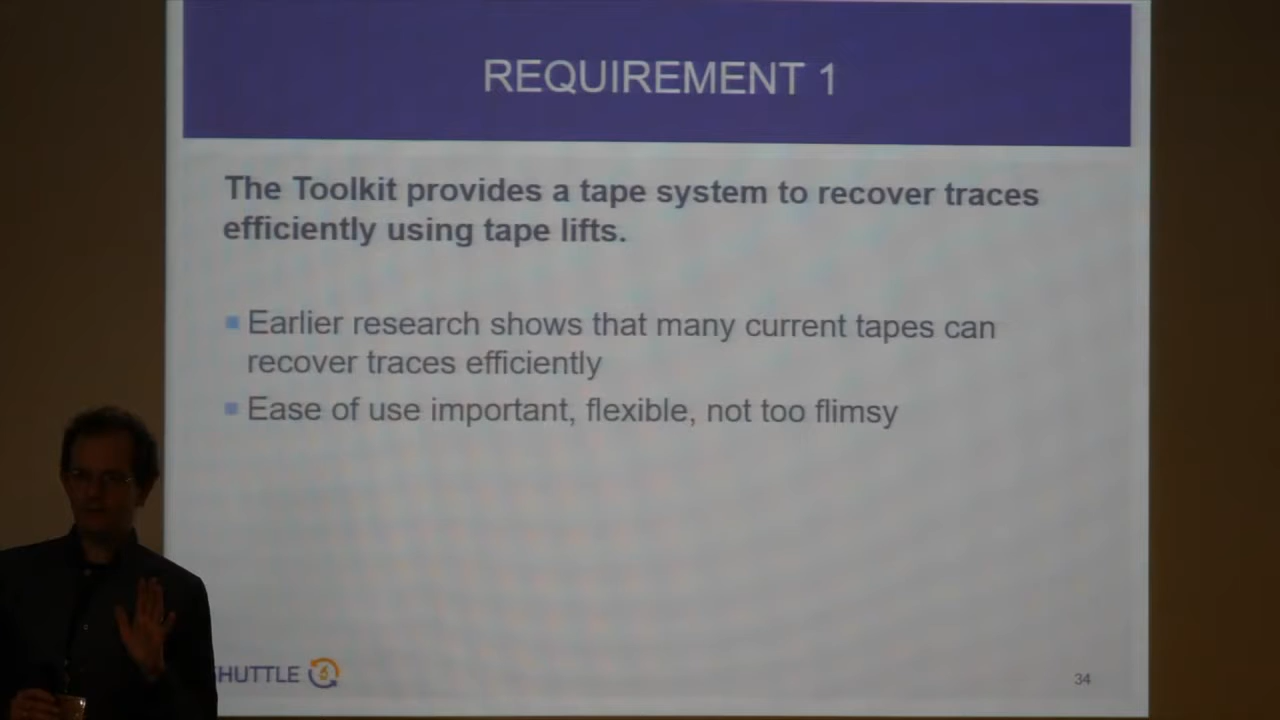 REQUIREMENT 1
The Toolkit provides a tape system to recover traces
efficiently using tape lifts.
Earlier research shows that many current tapes can
recover traces efficiently
Ease of use important, flexible, not too flimsy
HUTTLE
34